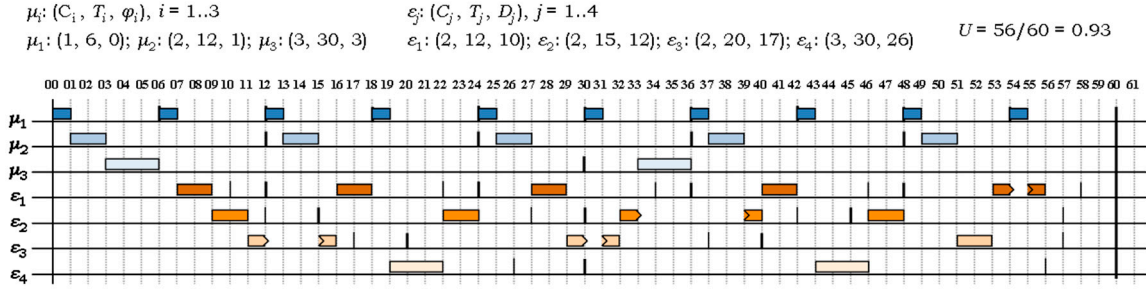 μᵢ: (Cᵢ , Tᵢ, φᵢ), i = 1..3 εⱼ: (Cⱼ, Tⱼ, Dⱼ), j = 1..4
μ₁: (1, 6, 0); μ₂: (2, 12, 1); μ₃: (3, 30, 3) ε₁: (2, 12, 10); ε₂: (2, 15, 12); ε₃: (2, 20, 17); ε₄: (3, 30, 26) U = 56/60 = 0.93
00 01 02 03 04 05 06 07 08 09 10 11 12 13 14 15 16 17 18 19 20 21 22 23 24 25 26 27 28 29 30 31 32 33 34 35 36 37 38 39 40 41 42 43 44 45 46 47 48 49 50 51 52 53 54 55 56 57 58 59 60 61
μ₁
μ₂
μ₃
ε₁
ε₂
ε₃
ε₄